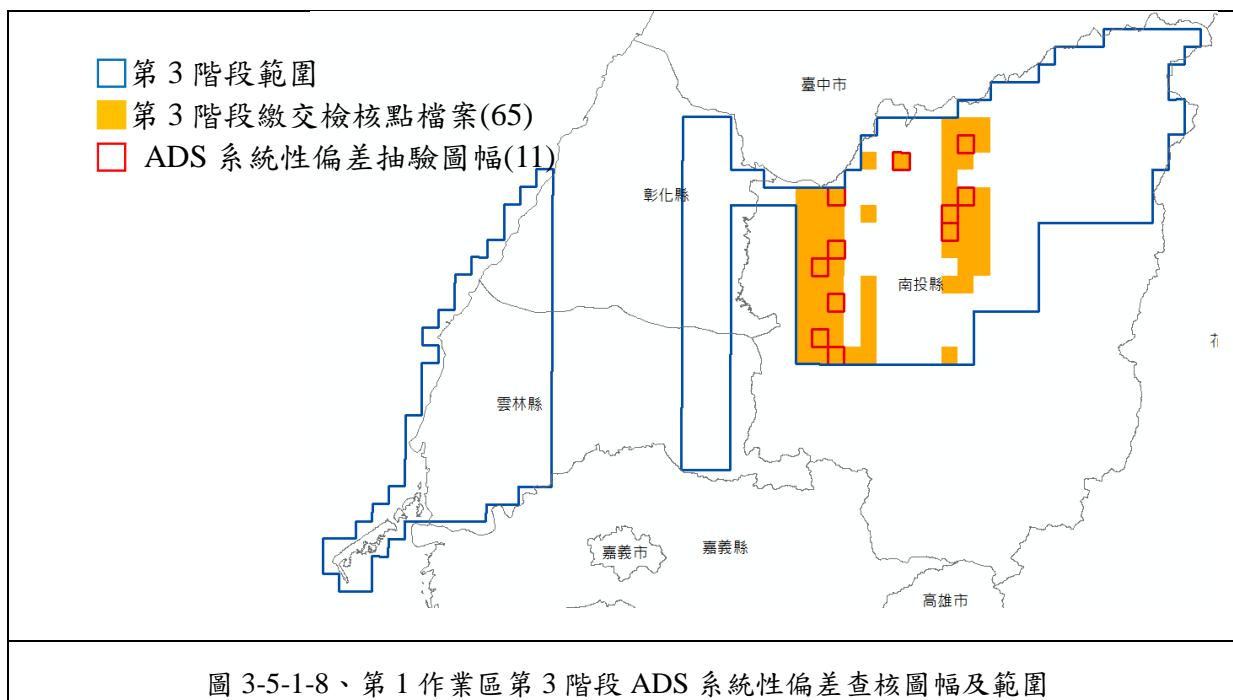 第 3 階段範圍
第 3 階段繳交檢核點檔案(65)
ADS 系統性偏差抽驗圖幅(11)
臺中市
彰化縣
南投縣
雲林縣
嘉義市
嘉義縣
高雄市
圖 3-5-1-8、第 1 作業區第 3 階段 ADS 系統性偏差查核圖幅及範圍